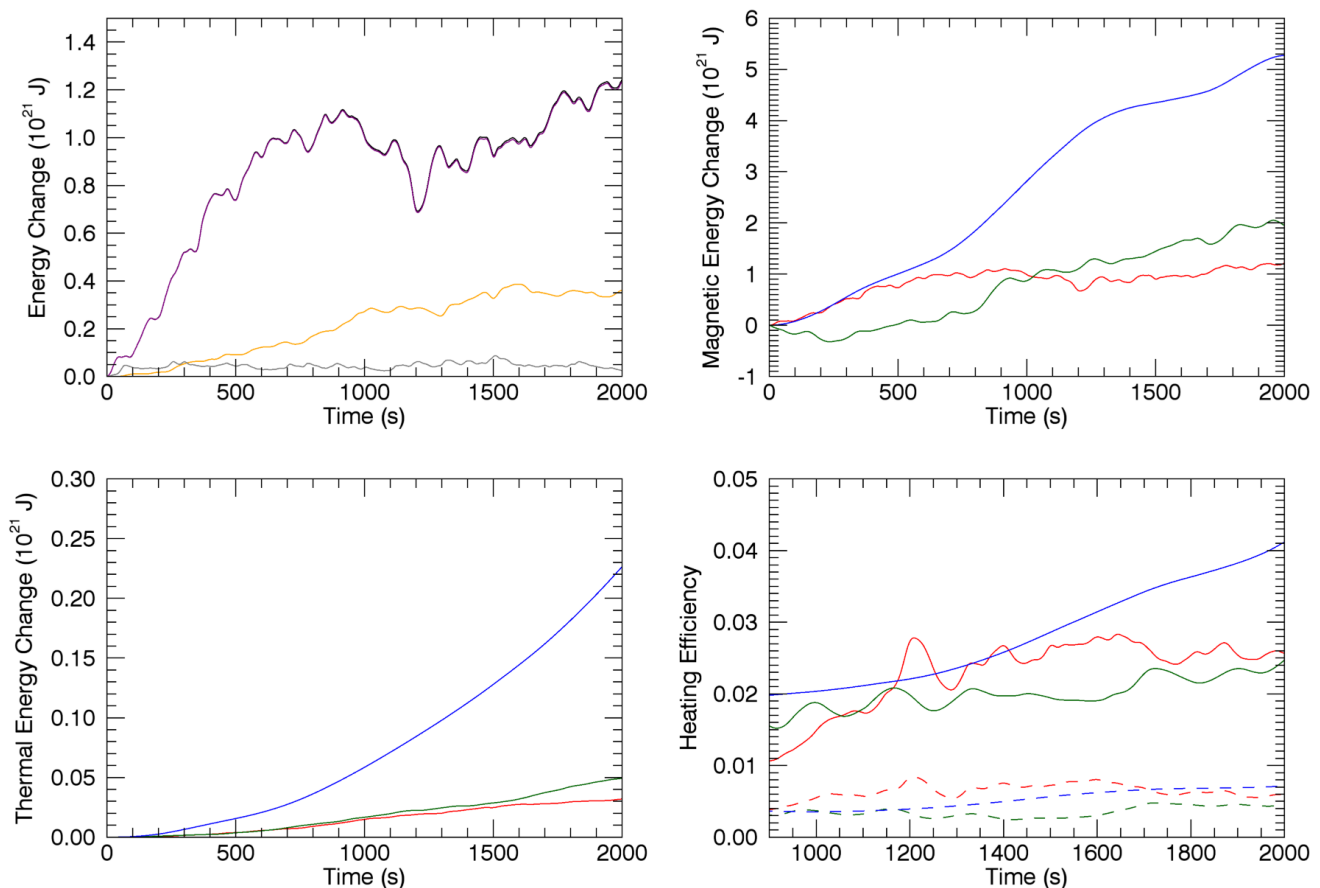 1.4
1.2
1.0
0.8
0.6
0.4
0.2
0.0
Energy Change (10²¹ J)
0 500 1000 1500 2000
Time (s)
6
5
4
3
2
1
0
-1
Magnetic Energy Change (10²¹ J)
0 500 1000 1500 2000
Time (s)
0.30
0.25
0.20
0.15
0.10
0.05
0.00
Thermal Energy Change (10²¹ J)
0 500 1000 1500 2000
Time (s)
0.05
0.04
0.03
0.02
0.01
0.00
Heating Efficiency
1000 1200 1400 1600 1800 2000
Time (s)